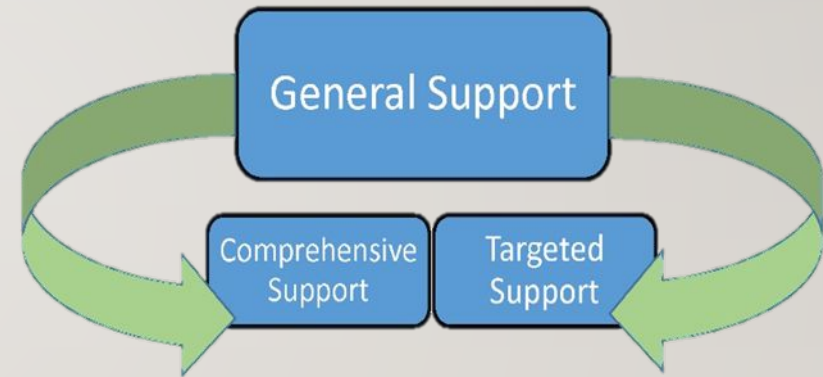 General Support
Comprehensive
Support
Targeted
Support